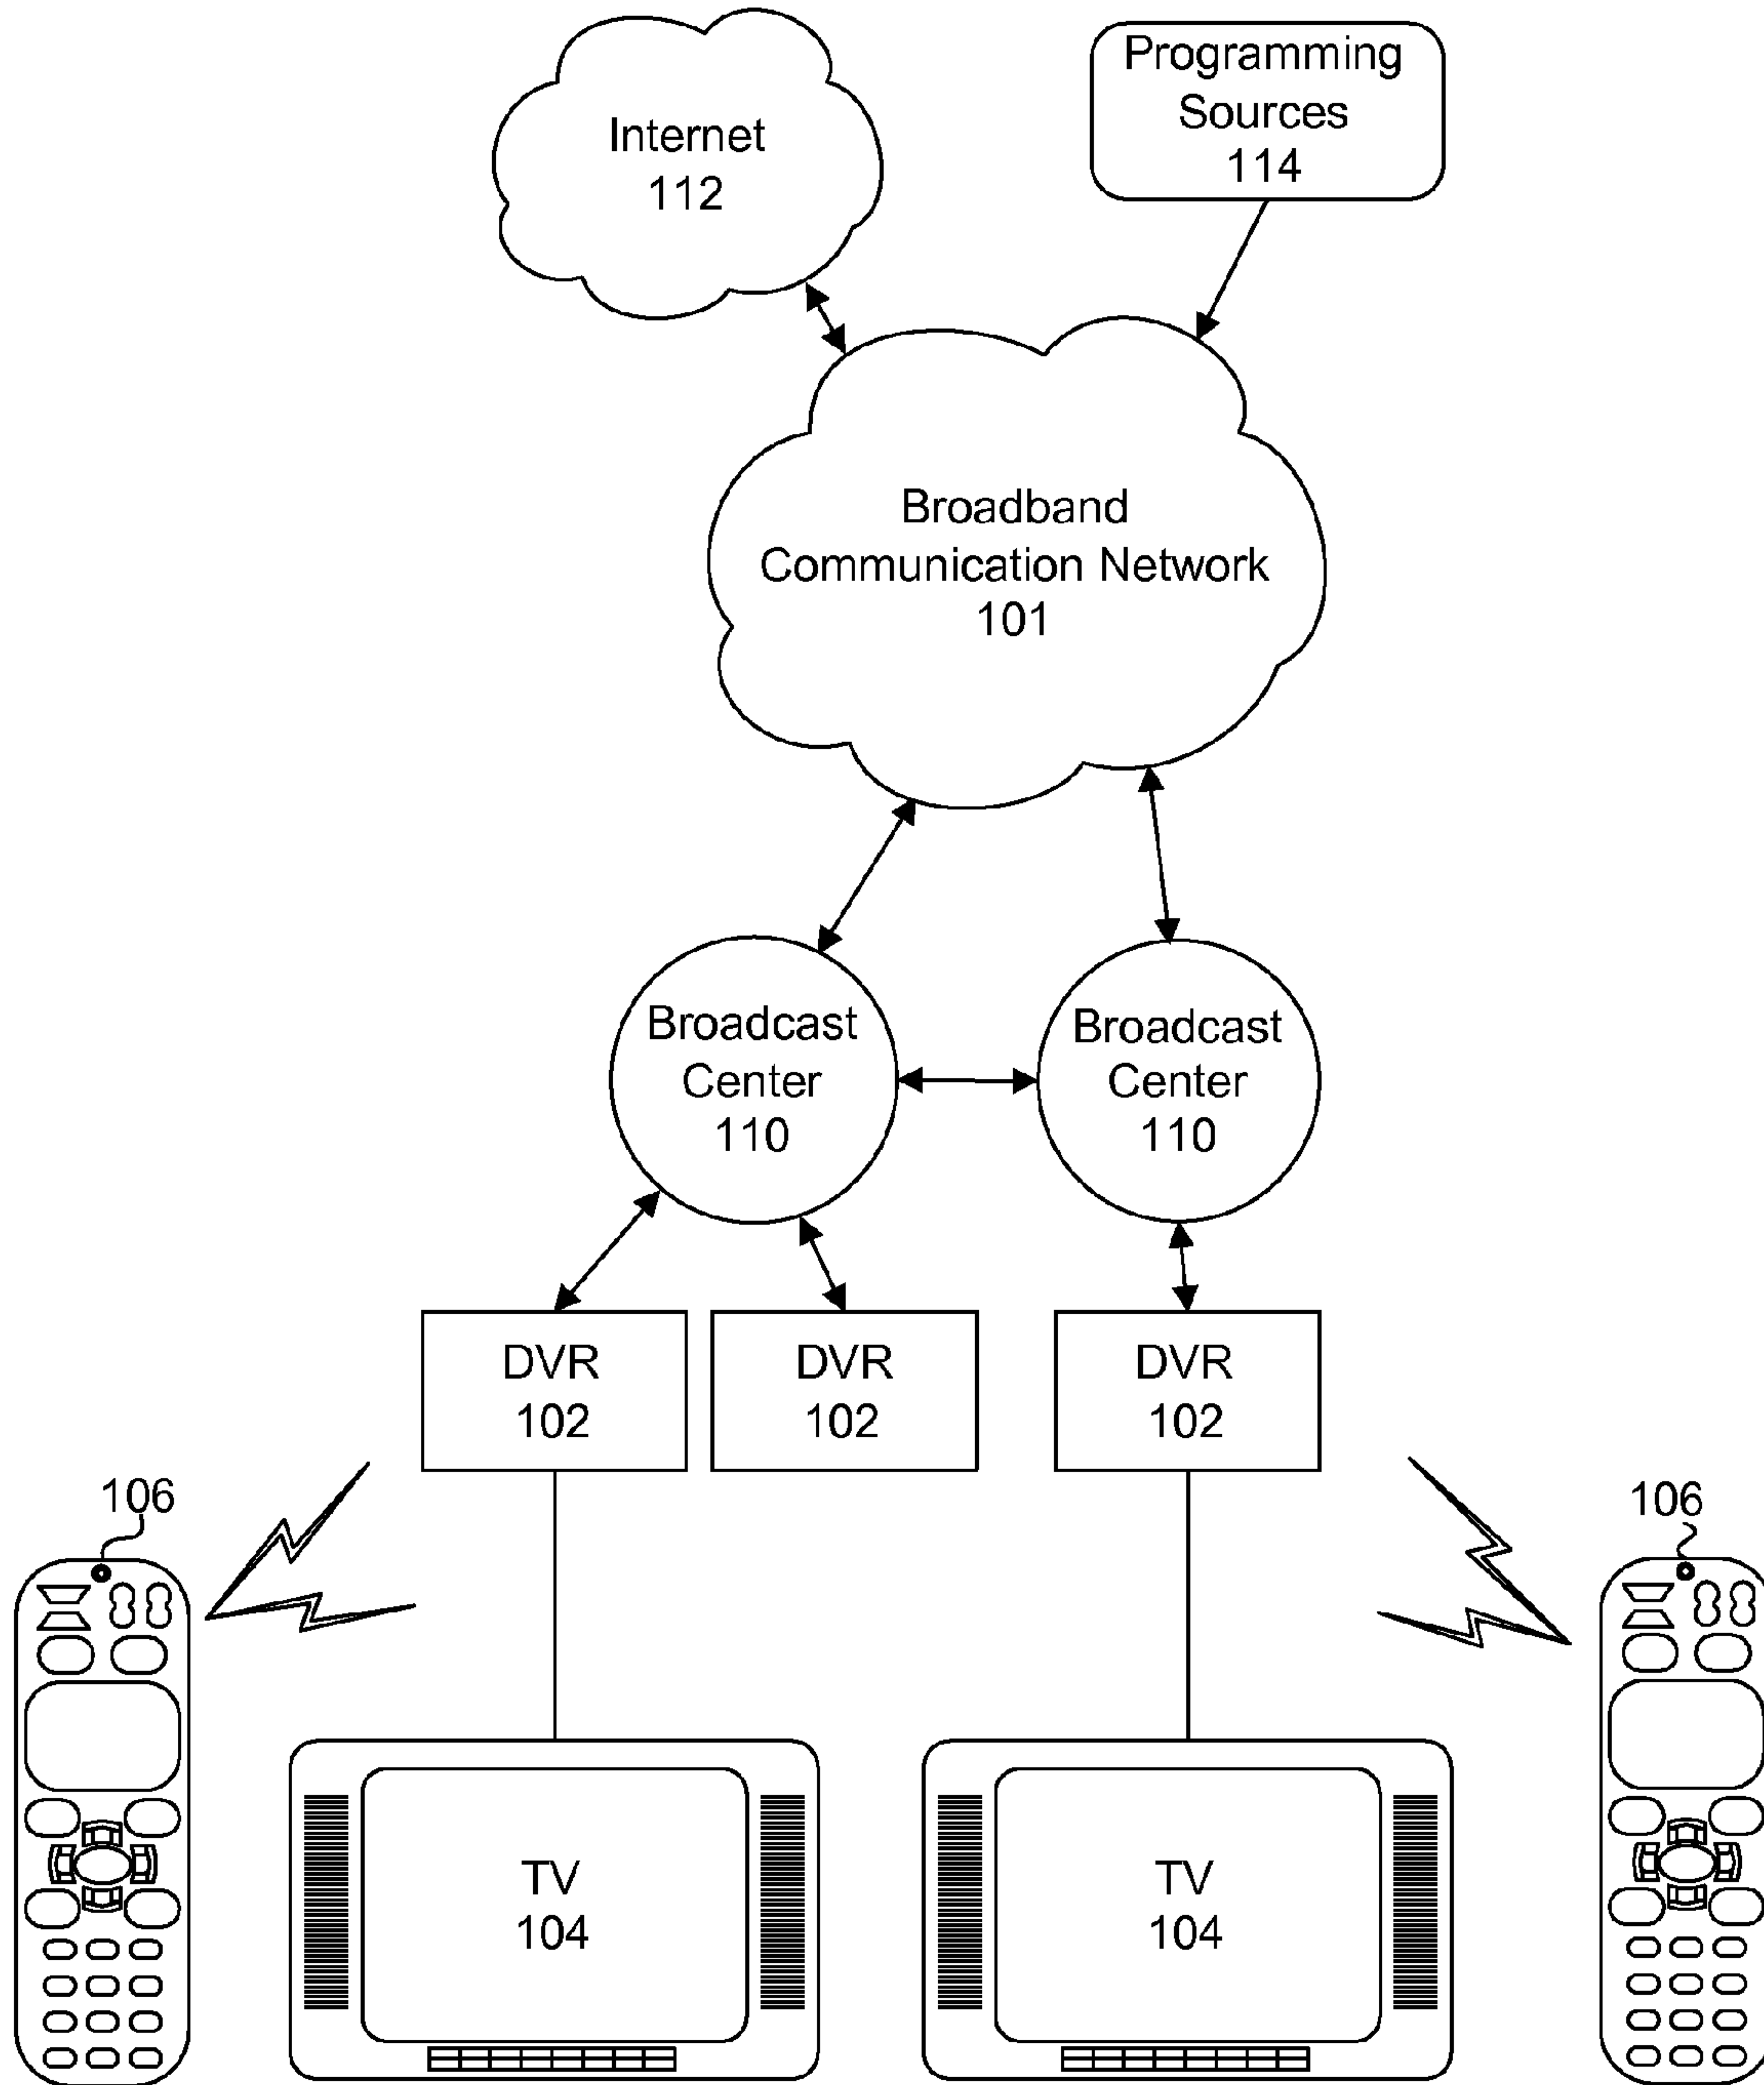 Internet
112
Programming
Sources
114
Broadband
Communication Network
101
Broadcast
Center
110
Broadcast
Center
110
DVR
102
DVR
102
DVR
102
106
106
TV
104
TV
104